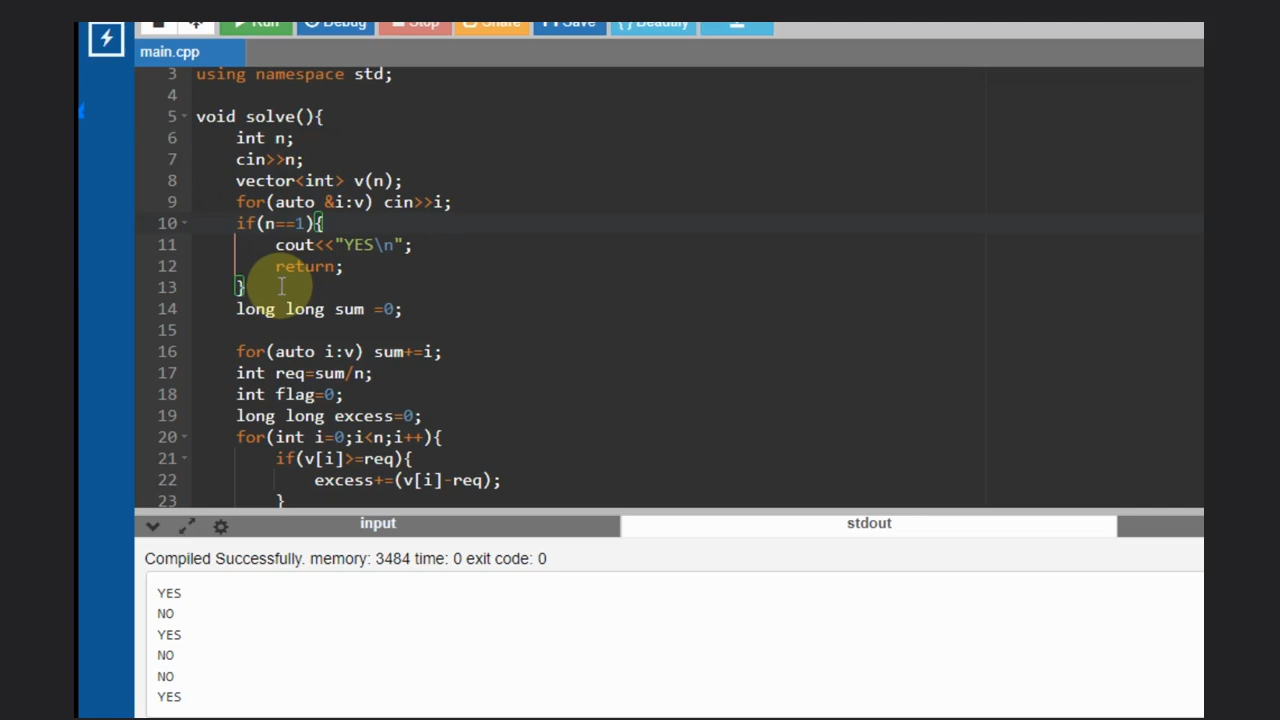 Run Debug Stop Share Save { } Beautify
main.cpp
3 using namespace std;
4
5 void solve(){
6 int n;
7 cin>>n;
8 vector<int> v(n);
9 for(auto &i:v) cin>>i;
10 if(n==1){
11 cout<<"YES\n";
12 return;
13 }
14 long long sum =0;
15
16 for(auto i:v) sum+=i;
17 int req=sum/n;
18 int flag=0;
19 long long excess=0;
20 for(int i=0;i<n;i++){
21 if(v[i]>=req){
22 excess+=(v[i]-req);
23 }
input stdout
Compiled Successfully. memory: 3484 time: 0 exit code: 0
YES
NO
YES
NO
NO
YES